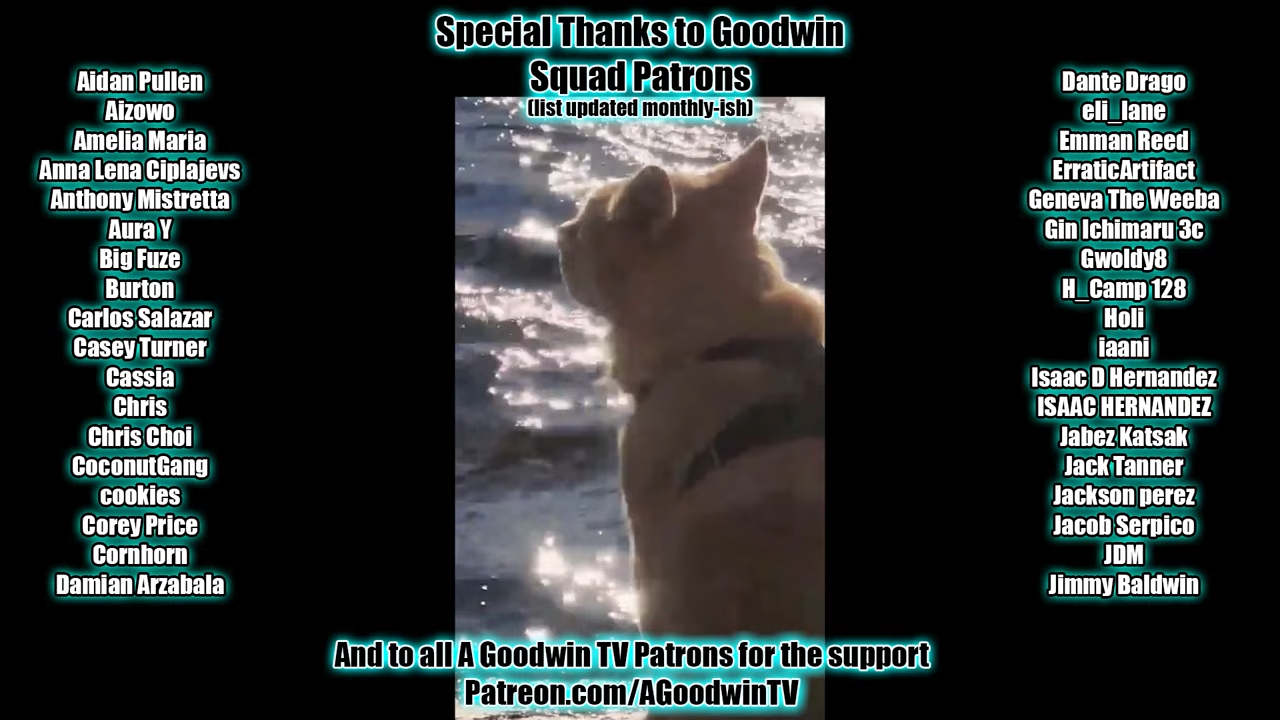 Special Thanks to Goodwin
Squad Patrons
(list updated monthly-ish)
Aidan Pullen
Aizowo
Amelia Maria
Anna Lena Ciplajevs
Anthony Mistretta
Aura Y
Big Fuze
Burton
Carlos Salazar
Casey Turner
Cassia
Chris
Chris Choi
CoconutGang
cookies
Corey Price
Cornhorn
Damian Arzabala
Dante Drago
eli_lane
Emman Reed
ErraticArtifact
Geneva The Weeba
Gin Ichimaru 3c
Gwoldy8
H_Camp 128
Holi
iaani
Isaac D Hernandez
ISAAC HERNANDEZ
Jabez Katsak
Jack Tanner
Jackson perez
Jacob Serpico
JDM
Jimmy Baldwin
And to all A Goodwin TV Patrons for the support
Patreon.com/AGoodwinTV